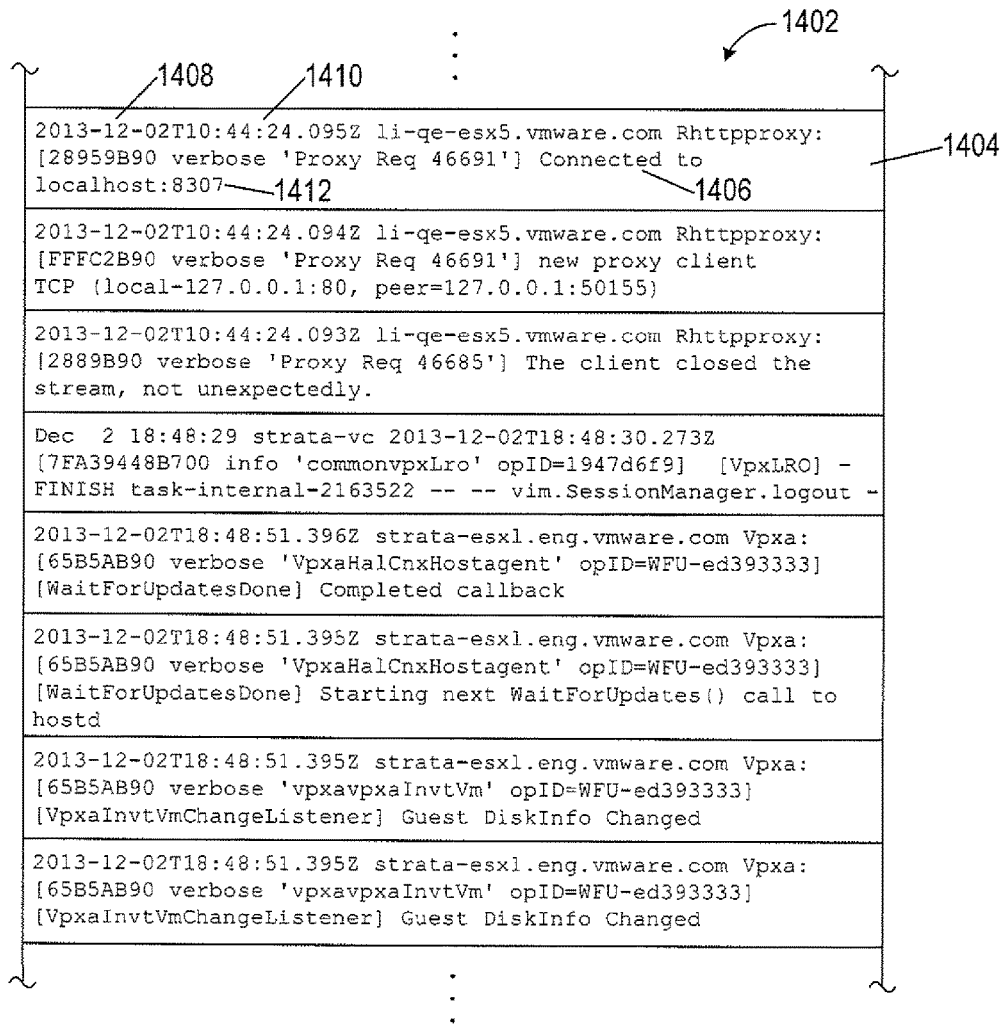 1402
1408 1410
2013-12-02T10:44:24.095Z li-qe-esx5.vmware.com Rhttpproxy:
[28959B90 verbose 'Proxy Req 46691'] Connected to
localhost:8307 1412 1406
1404
2013-12-02T10:44:24.094Z li-qe-esx5.vmware.com Rhttpproxy:
[FFFC2B90 verbose 'Proxy Req 46691'] new proxy client
TCP (local-127.0.0.1:80, peer=127.0.0.1:50155)
2013-12-02T10:44:24.093Z li-qe-esx5.vmware.com Rhttpproxy:
[2889B90 verbose 'Proxy Req 46685'] The client closed the
stream, not unexpectedly.
Dec 2 18:48:29 strata-vc 2013-12-02T18:48:30.273Z
[7FA39448B700 info 'commonvpxLro' opID=1947d6f9] [VpxLRO] -
FINISH task-internal-2163522 -- -- vim.SessionManager.logout -
2013-12-02T18:48:51.396Z strata-esxl.eng.vmware.com Vpxa:
[65B5AB90 verbose 'VpxaHalCnxHostagent' opID=WFU-ed393333]
[WaitForUpdatesDone] Completed callback
2013-12-02T18:48:51.395Z strata-esxl.eng.vmware.com Vpxa:
[65B5AB90 verbose 'VpxaHalCnxHostagent' opID=WFU-ed393333]
[WaitForUpdatesDone] Starting next WaitForUpdates() call to
hostd
2013-12-02T18:48:51.395Z strata-esxl.eng.vmware.com Vpxa:
[65B5AB90 verbose 'vpxavpxaInvtVm' opID=WFU-ed393333]
[VpxaInvtVmChangeListener] Guest DiskInfo Changed
2013-12-02T18:48:51.395Z strata-esxl.eng.vmware.com Vpxa:
[65B5AB90 verbose 'vpxavpxaInvtVm' opID=WFU-ed393333]
[VpxaInvtVmChangeListener] Guest DiskInfo Changed